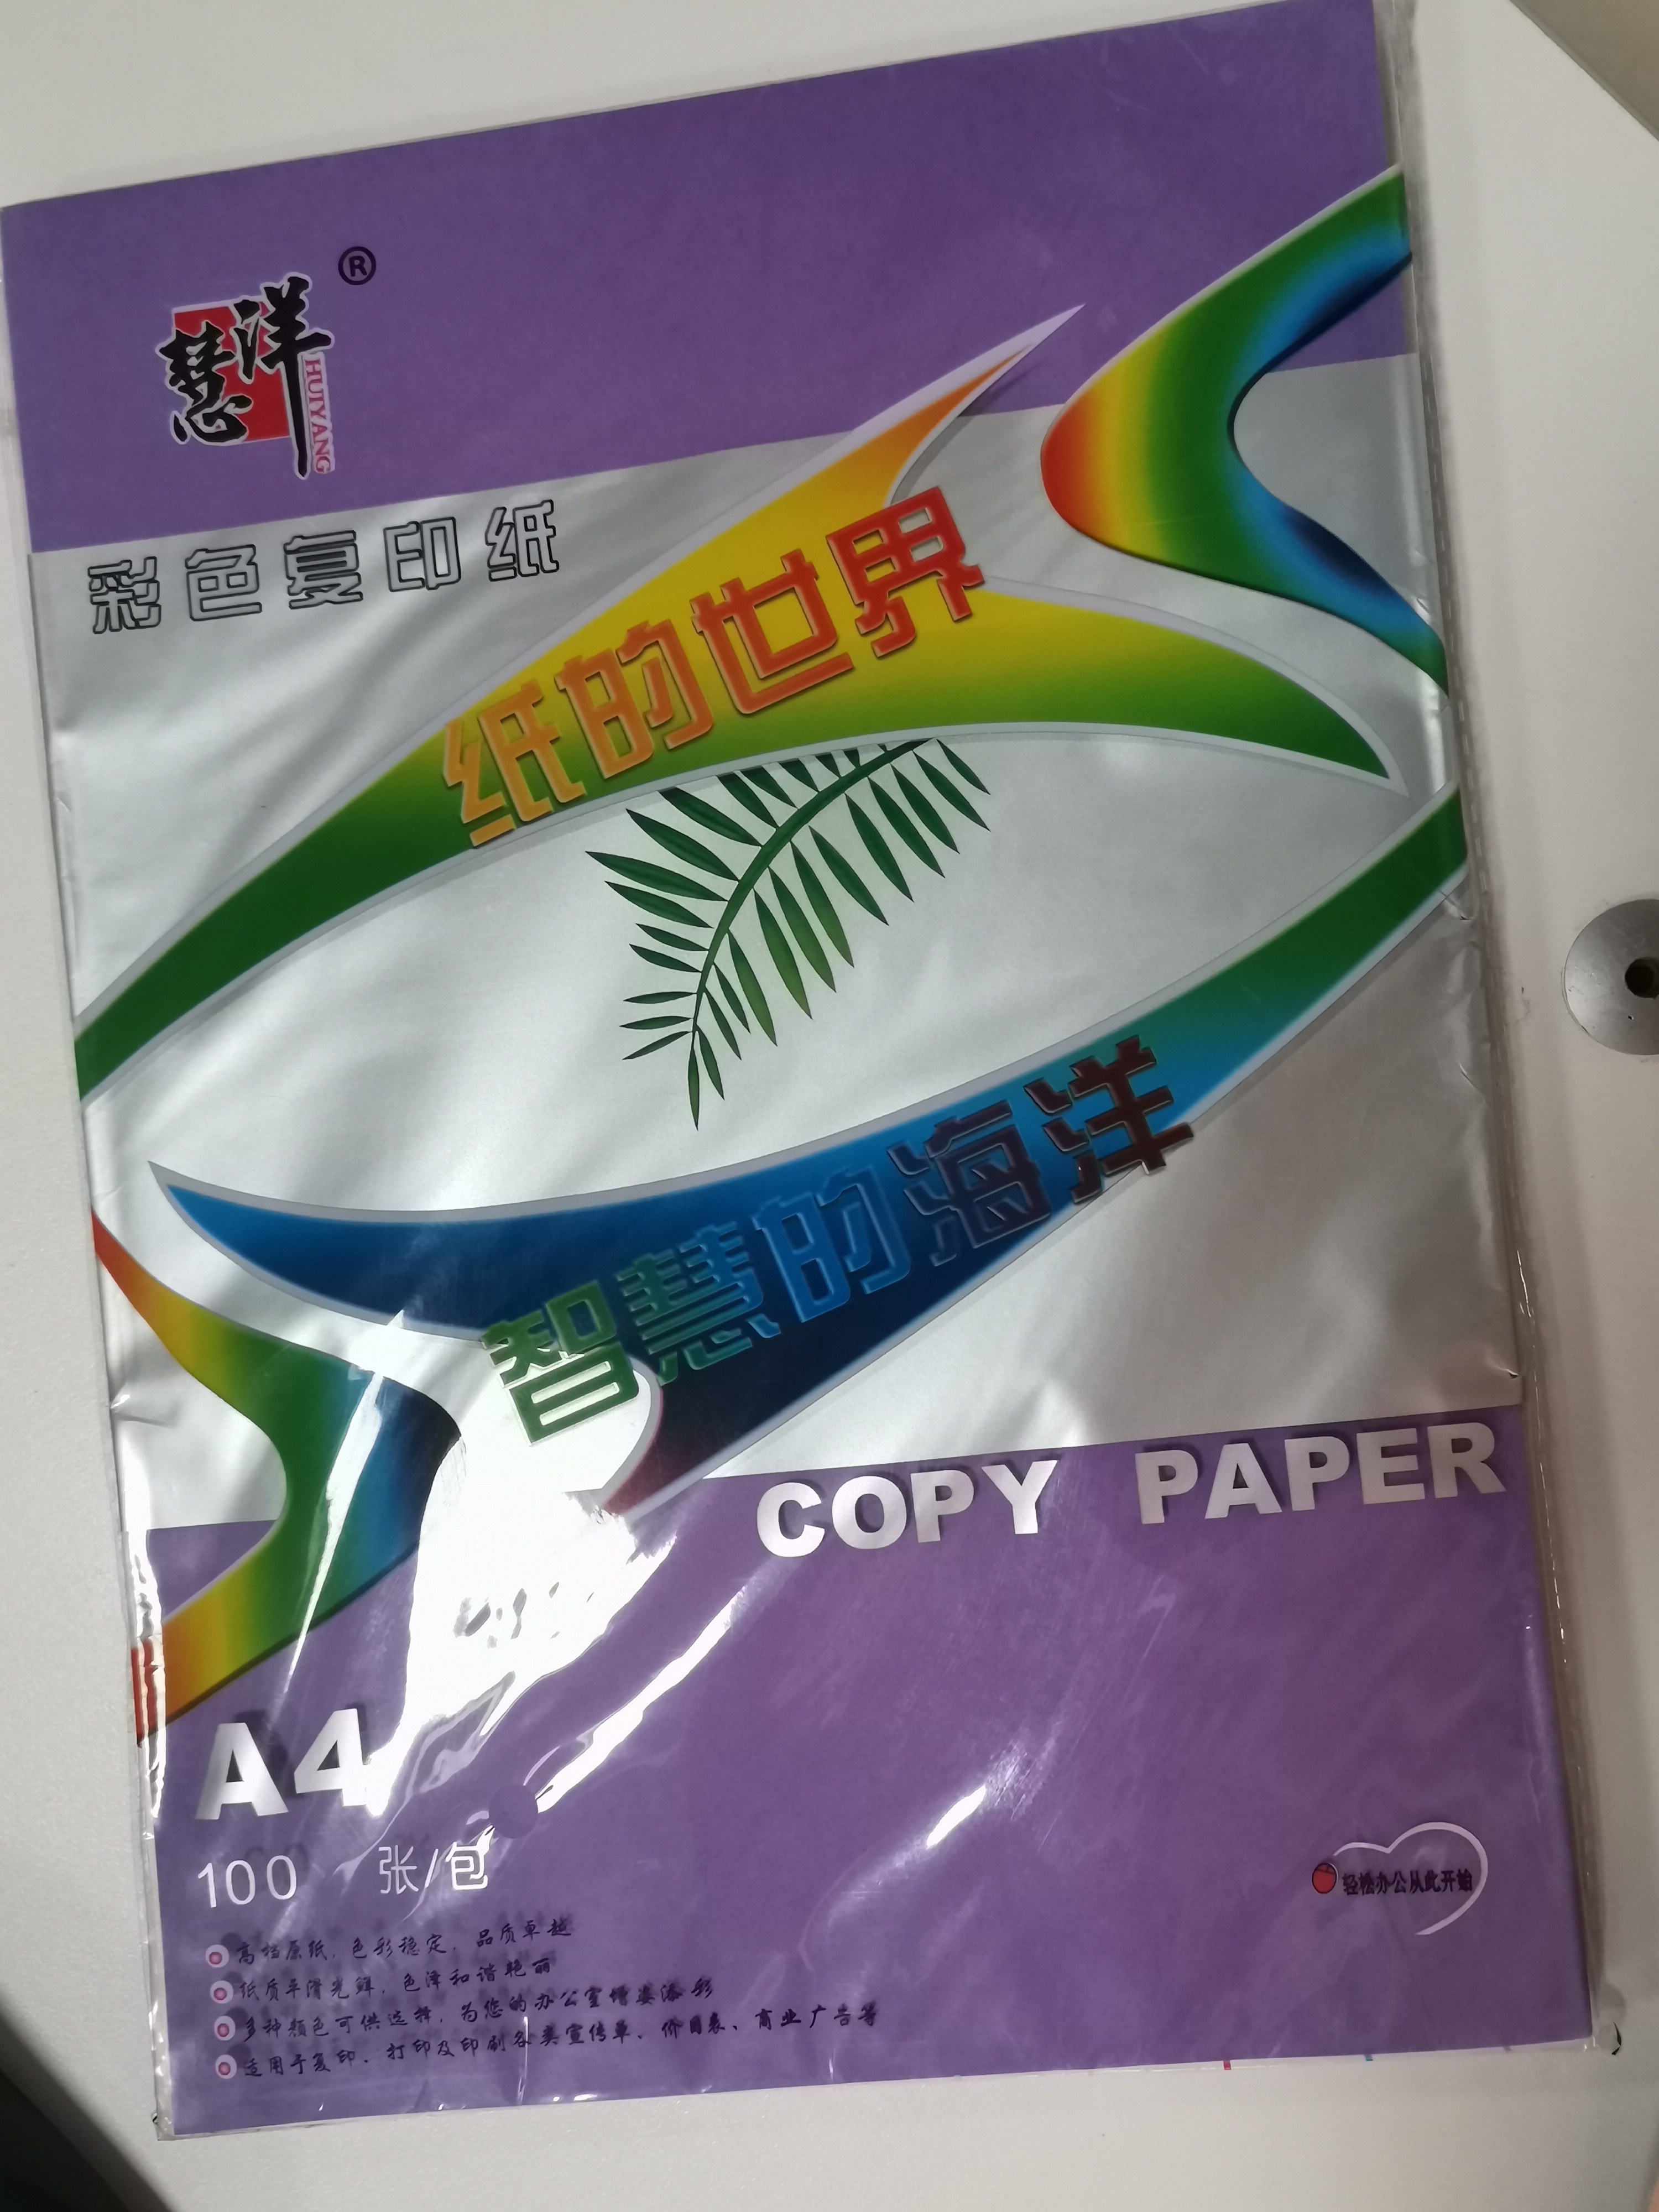 慧洋
HUIYANG
®
彩色复印纸
纸的世界
智慧的海洋
COPY PAPER
A4
100 张/包
轻松办公从此开始
高档原纸，色彩稳定，品质卓越
纸质平滑光鲜，色泽和谐艳丽
多种颜色可供选择，为您的办公室增姿添彩
适用于复印、打印及印刷各类宣传单、价目表、商业广告等